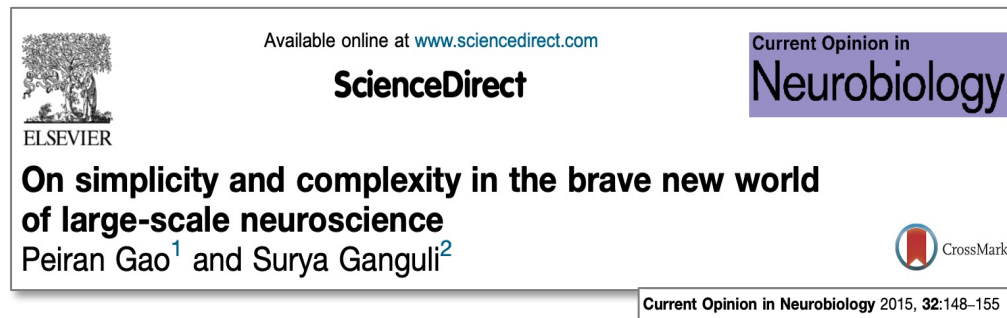 Available online at www.sciencedirect.com
ScienceDirect
Current Opinion in
Neurobiology
ELSEVIER
On simplicity and complexity in the brave new world
of large-scale neuroscience
Peiran Gao1 and Surya Ganguli2
CrossMark
Current Opinion in Neurobiology 2015, 32:148–155